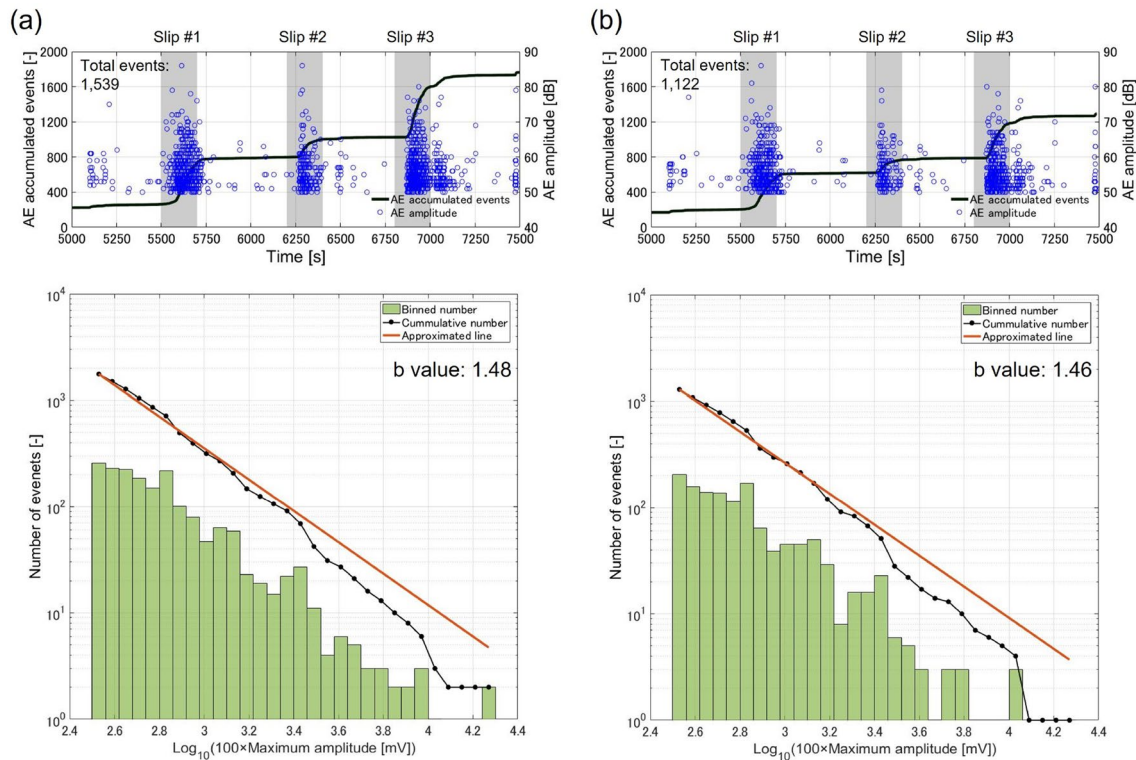 (a)
Slip #1 Slip #2 Slip #3
2000 90
Total events:
1,539
1600 80
1200 70
800 60
400 50
0 40
AE accumulated events [-]
AE amplitude [dB]
AE accumulated events
AE amplitude
5000 5250 5500 5750 6000 6250 6500 6750 7000 7250 7500
Time [s]
(b)
Slip #1 Slip #2 Slip #3
2000 90
Total events:
1,122
1600 80
1200 70
800 60
400 50
0 40
AE accumulated events [-]
AE amplitude [dB]
AE accumulated events
AE amplitude
5000 5250 5500 5750 6000 6250 6500 6750 7000 7250 7500
Time [s]
10^4
Binned number
Cummulative number
Approximated line
b value: 1.48
10^3
10^2
10^1
10^0
Number of evenets [-]
2.4 2.6 2.8 3 3.2 3.4 3.6 3.8 4 4.2 4.4
Log10(100×Maximum amplitude [mV])
10^4
Binned number
Cummulative number
Approximated line
b value: 1.46
10^3
10^2
10^1
10^0
Number of evenets [-]
2.4 2.6 2.8 3 3.2 3.4 3.6 3.8 4 4.2 4.4
Log10(100×Maximum amplitude [mV])